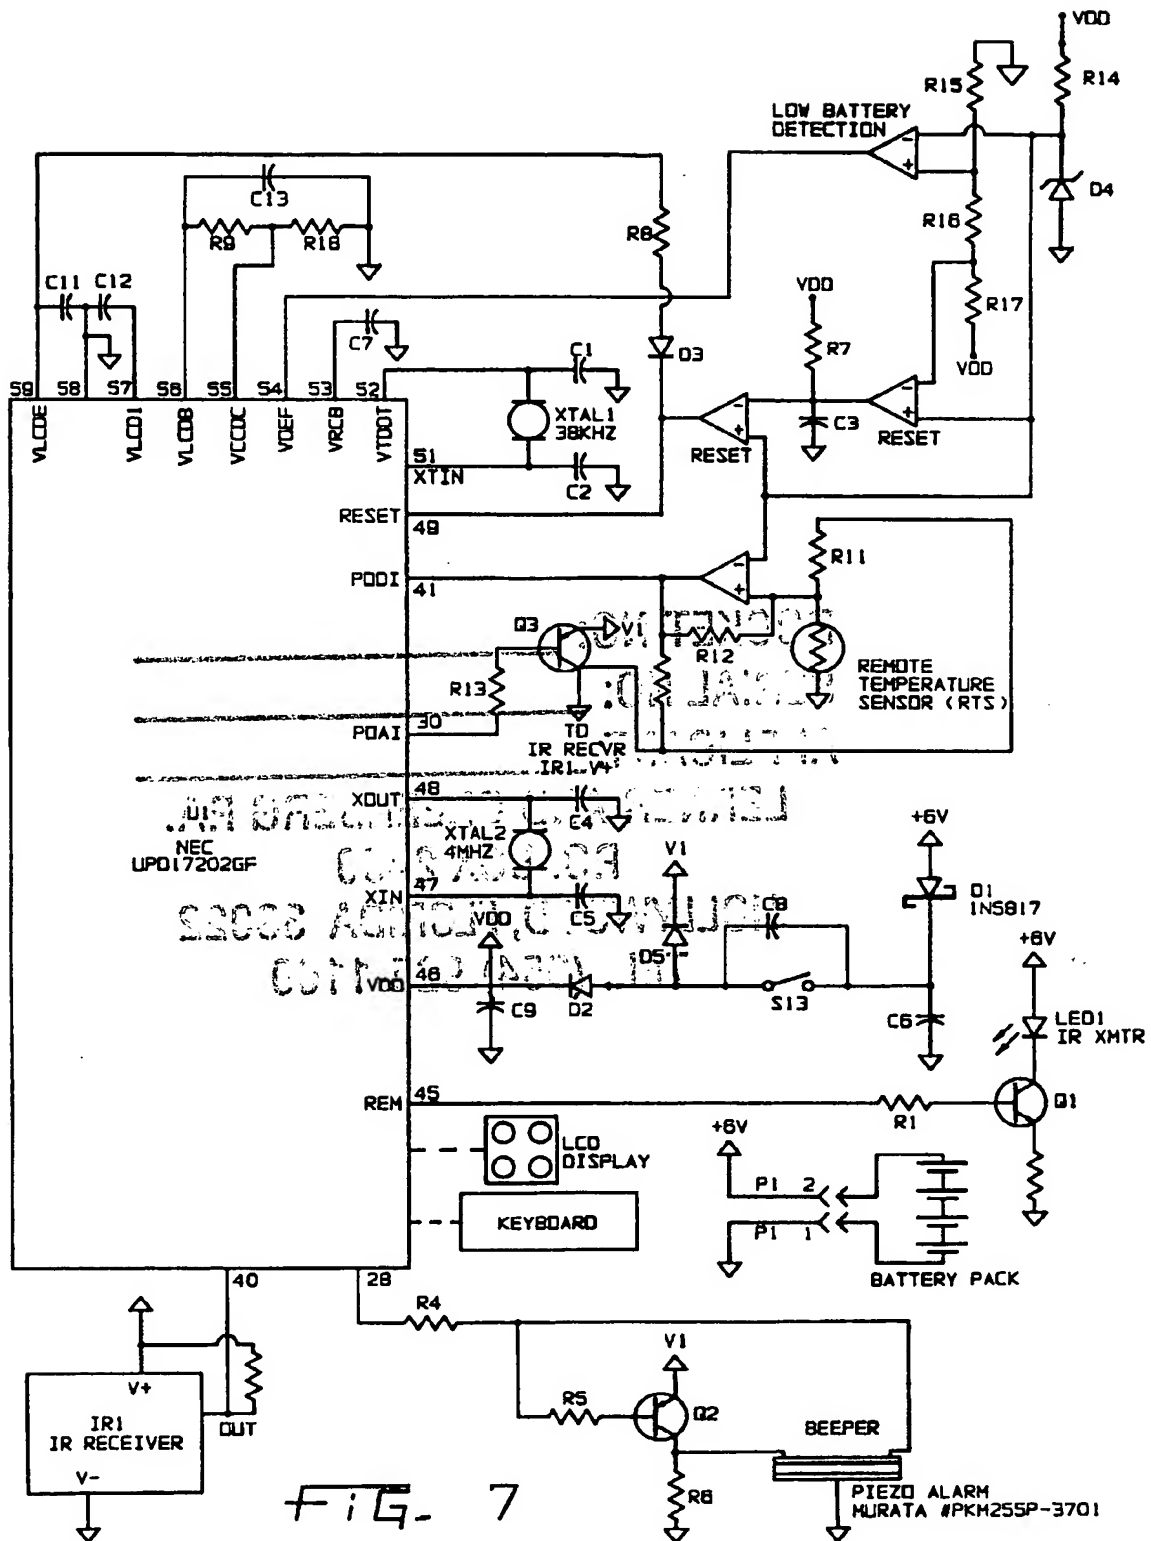 VDD
R15
R14
LOW BATTERY
DETECTION
-
+
D4
C13
R9
R18
R8
R16
C11
C12
VDD
R17
C7
R7
C1
D3
VDD
59
58
57
56
55
54
53
52
VLCDE
VLCD1
VLCDB
VCCDC
VDEF
VRCB
VTDDT
XTAL1
38KHZ
-
+
C3
RESET
RESET
51
XTIN
C2
RESET
49
R11
PODI
41
-
+
Q3
V1
R12
REMOTE
TEMPERATURE
SENSOR (RTS)
R13
30
POAI
TO
IR RECVR
IR1 V+
48
XOUT
C4
+6V
U1
NEC
UPD17202GF
XTAL2
4MHZ
V1
47
XIN
C5
D1
1N5817
VDD
C8
+6V
D5
46
VDD
C9
D2
S13
C6
LED1
IR XMTR
45
REM
R1
Q1
+6V
LCD
DISPLAY
P1 2
KEYBOARD
P1 1
BATTERY PACK
40
28
R4
V1
V+
R5
Q2
BEEPER
IR1
IR RECEIVER
OUT
V-
R6
FIG. 7
PIEZO ALARM
MURATA #PKM25SP-3701